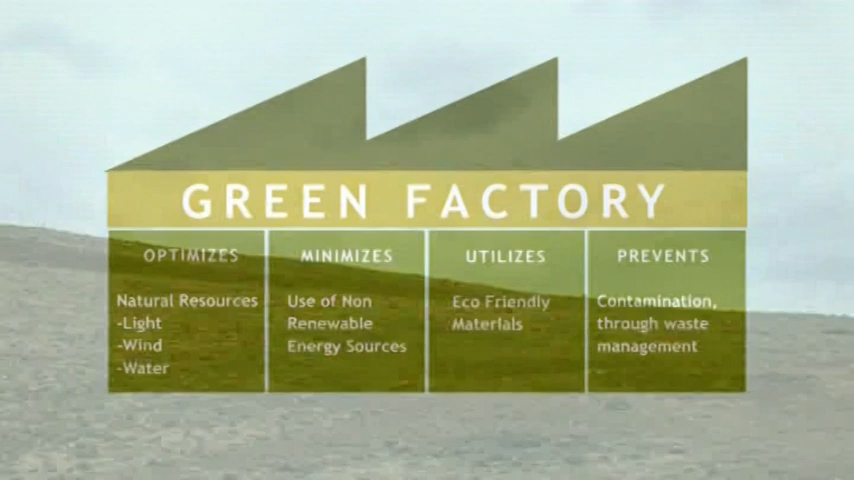 GREEN FACTORY
OPTIMIZES
Natural Resources
-Light
-Wind
-Water
MINIMIZES
Use of Non
Renewable
Energy Sources
UTILIZES
Eco Friendly
Materials
PREVENTS
Contamination,
through waste
management